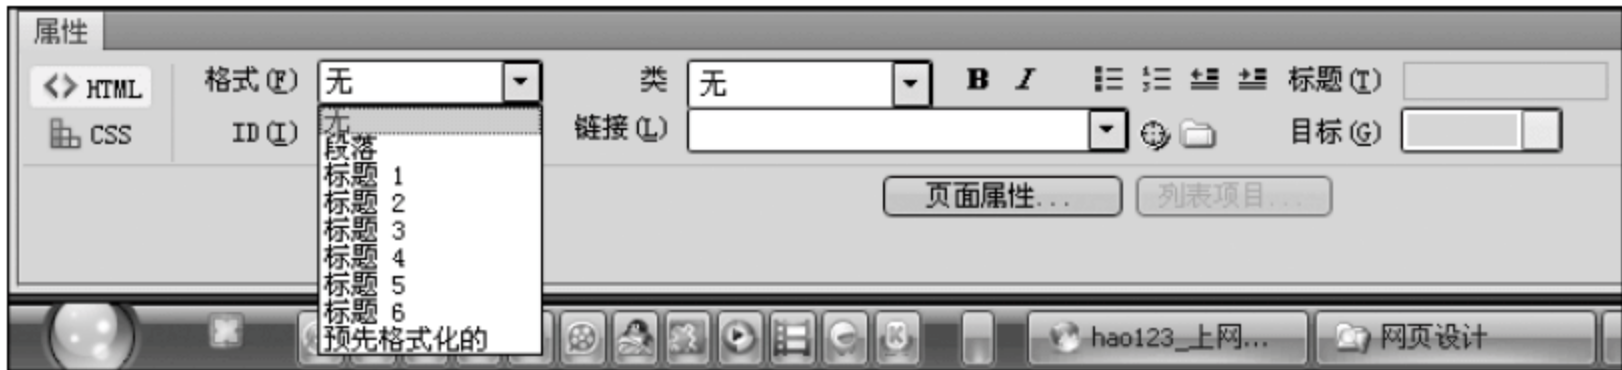 属性
<> HTML 格式(F) 无 类 无 B I 标题(T)
CSS ID(I) 链接(L) 目标(G)
无
段落
标题 1
标题 2
标题 3
标题 4
标题 5
标题 6
预先格式化的
页面属性... 列表项目...
hao123_上网... 网页设计